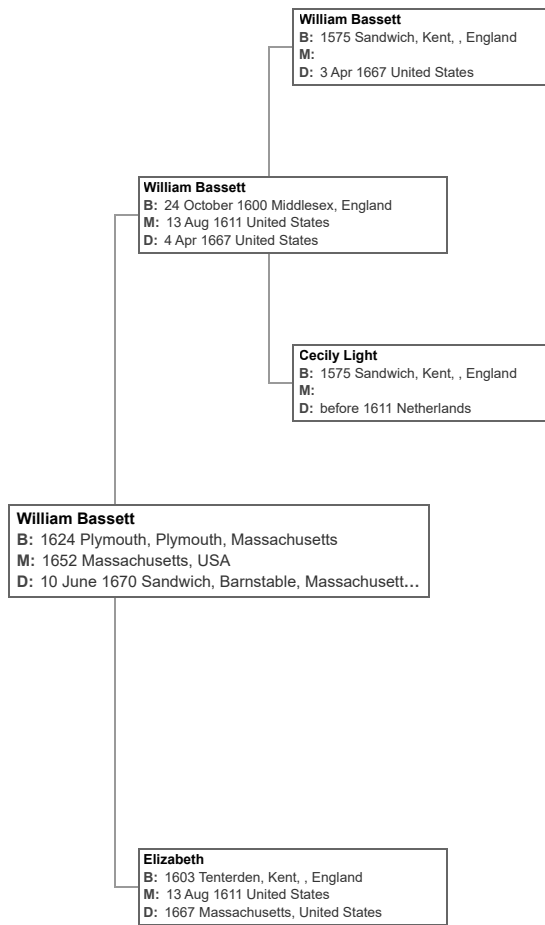 William Bassett
B: 1575 Sandwich, Kent, , England
M:
D: 3 Apr 1667 United States
William Bassett
B: 24 October 1600 Middlesex, England
M: 13 Aug 1611 United States
D: 4 Apr 1667 United States
Cecily Light
B: 1575 Sandwich, Kent, , England
M:
D: before 1611 Netherlands
William Bassett
B: 1624 Plymouth, Plymouth, Massachusetts
M: 1652 Massachusetts, USA
D: 10 June 1670 Sandwich, Barnstable, Massachusett...
Elizabeth
B: 1603 Tenterden, Kent, , England
M: 13 Aug 1611 United States
D: 1667 Massachusetts, United States